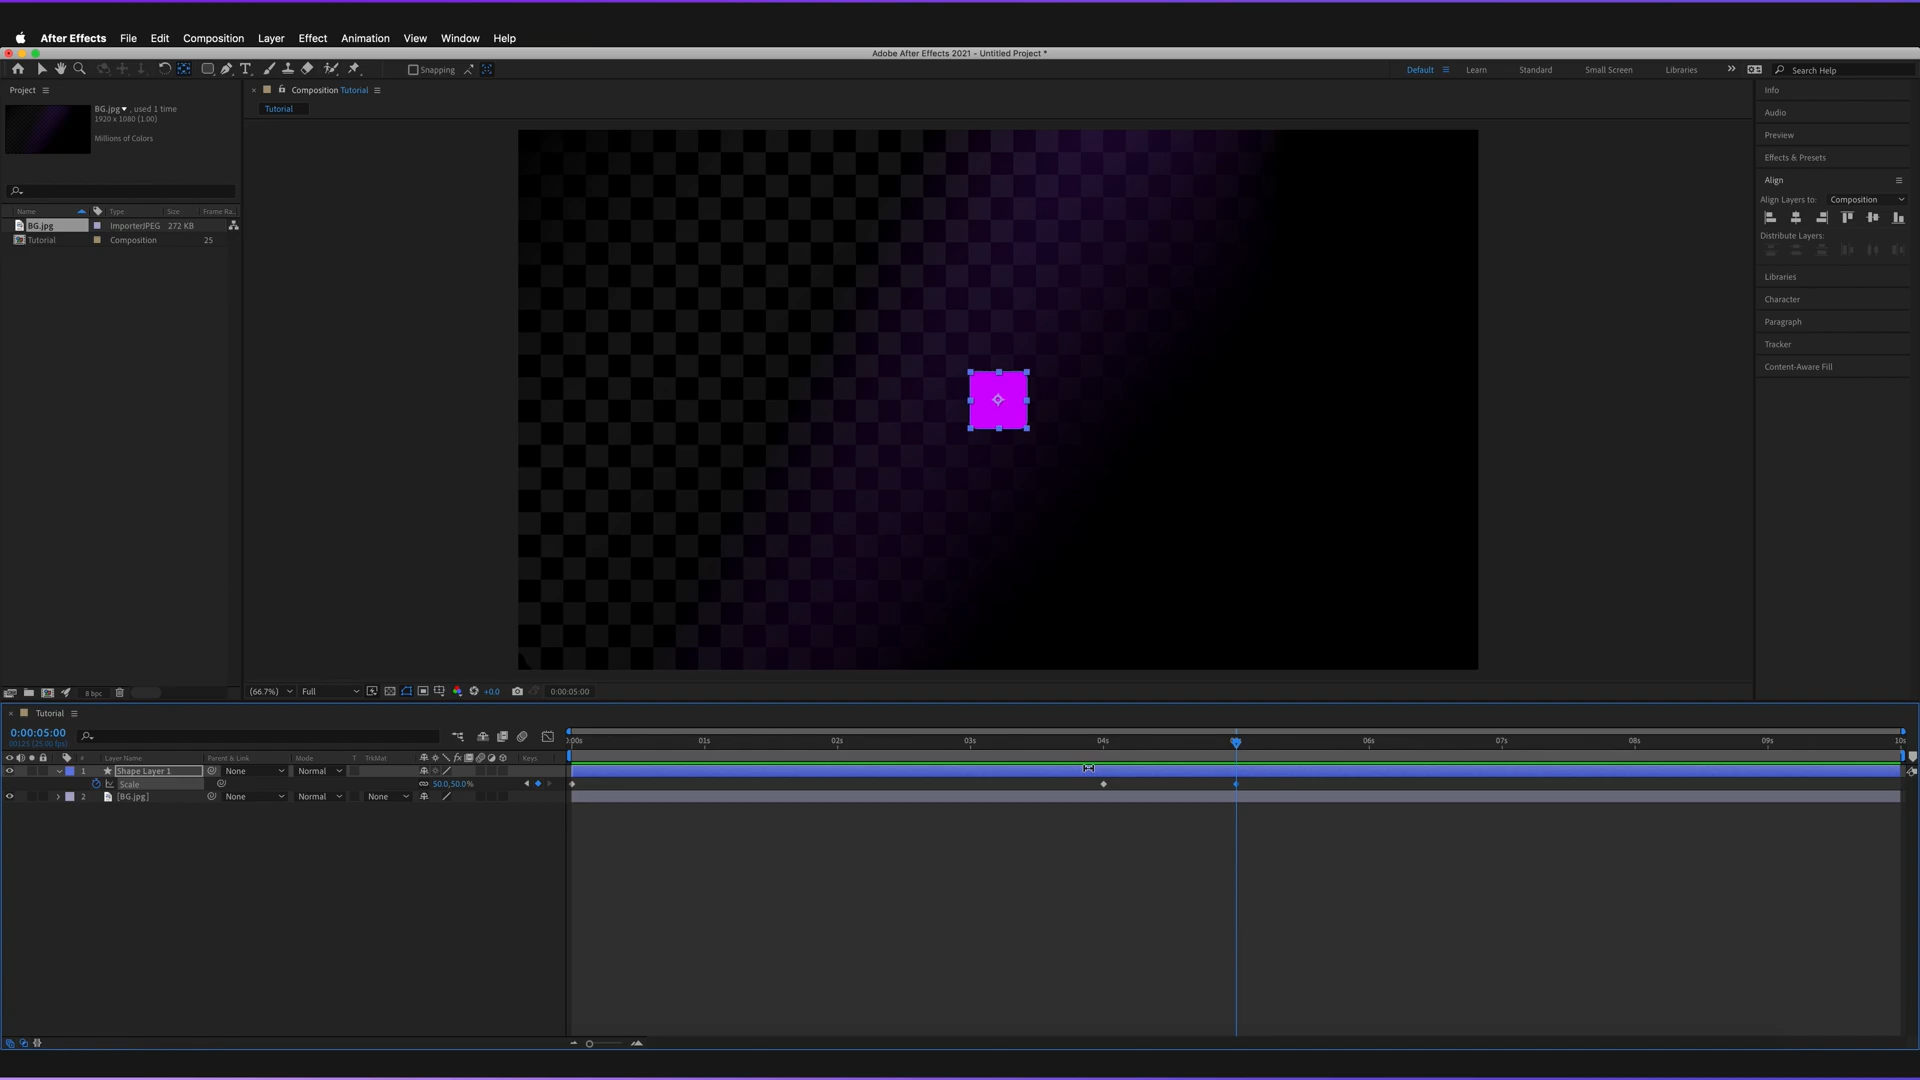 After Effects File Edit Composition Layer Effect Animation View Window Help
Adobe After Effects 2021 - Untitled Project *
Snapping
Default Learn Standard Small Screen Libraries Search Help
Project
Composition Tutorial
Tutorial
BG.jpg , used 1 time
1920 x 1080 (1.00)
Millions of Colors
Name Type Size Frame Ra...
BG.jpg ImporterJPEG 272 KB
Tutorial Composition 25
Info
Audio
Preview
Effects & Presets
Align
Align Layers to: Composition
Distribute Layers:
Libraries
Character
Paragraph
Tracker
Content-Aware Fill
8 bpc
(66.7%) Full +0.0 0:00:05:00
Tutorial
0:00:05:00
00125 (25.00 fps)
:00s 01s 02s 03s 04s 06s 07s 08s 09s 10s
# Layer Name Parent & Link Mode T TrkMat fx Keys
1 Shape Layer 1 None Normal
Scale 50.0,50.0%
2 [BG.jpg] None Normal None